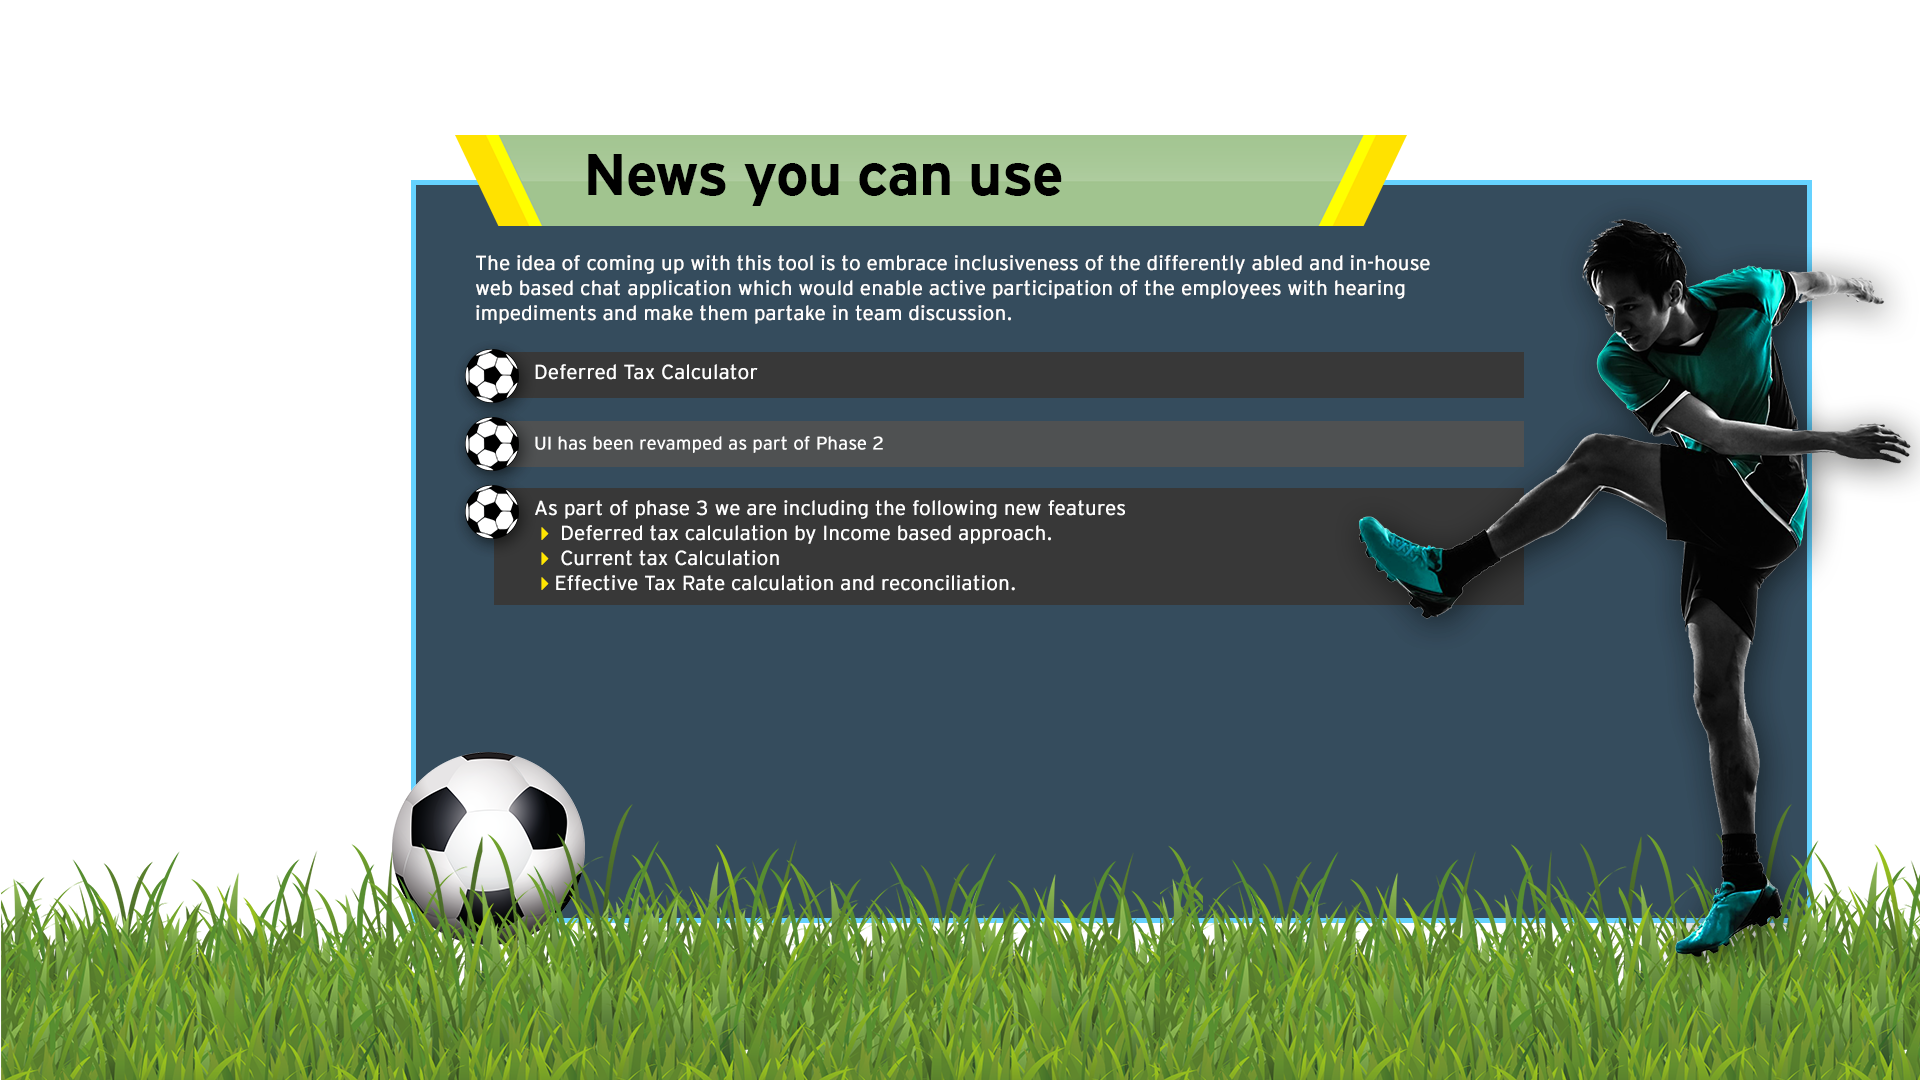 News you can use
The idea of coming up with this tool is to embrace inclusiveness of the differently abled and in-house
web based chat application which would enable active participation of the employees with hearing
impediments and make them partake in team discussion.
Deferred Tax Calculator
UI has been revamped as part of Phase 2
As part of phase 3 we are including the following new features
Deferred tax calculation by Income based approach.
Current tax Calculation
Effective Tax Rate calculation and reconciliation.